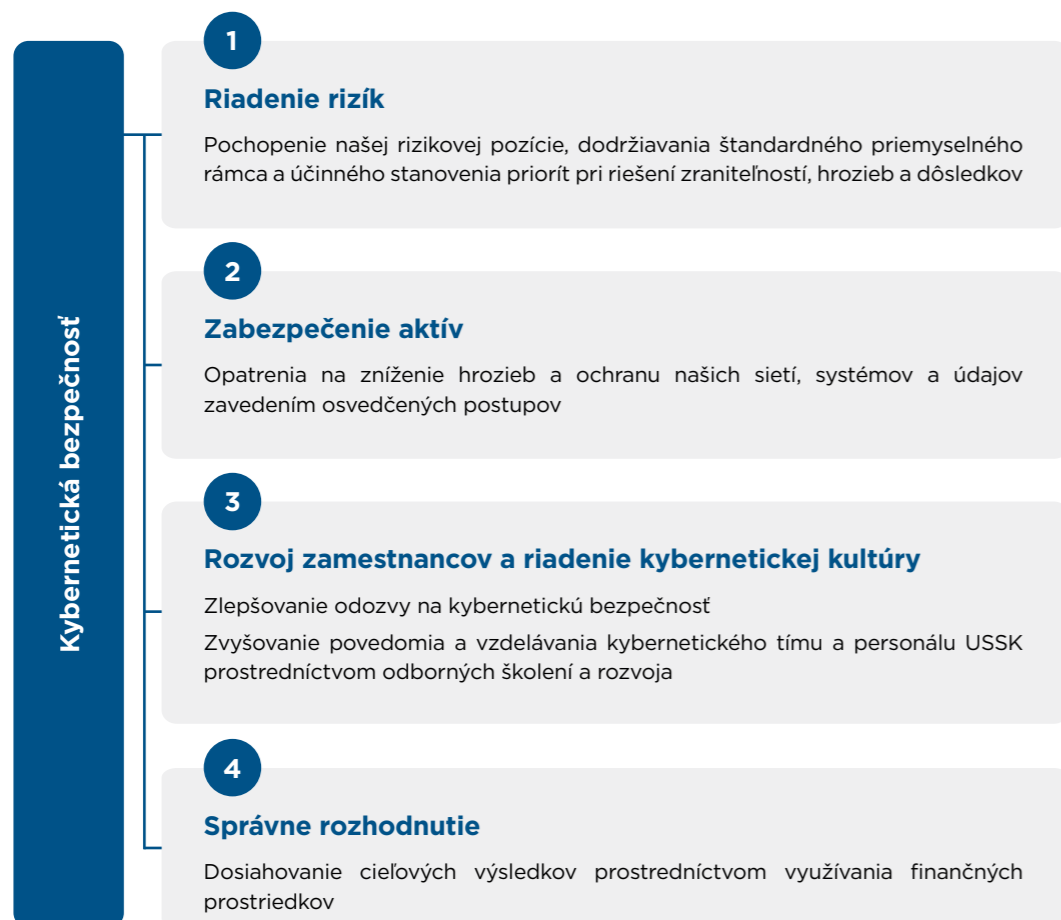 Kybernetická bezpečnosť
1
Riadenie rizík
Pochopenie našej rizikovej pozície, dodržiavania štandardného priemyselného
rámca a účinného stanovenia priorít pri riešení zraniteľností, hrozieb a dôsledkov
2
Zabezpečenie aktív
Opatrenia na zníženie hrozieb a ochranu našich sietí, systémov a údajov
zavedením osvedčených postupov
3
Rozvoj zamestnancov a riadenie kybernetickej kultúry
Zlepšovanie odozvy na kybernetickú bezpečnosť
Zvyšovanie povedomia a vzdelávania kybernetického tímu a personálu USSK
prostredníctvom odborných školení a rozvoja
4
Správne rozhodnutie
Dosiahovanie cieľových výsledkov prostredníctvom využívania finančných
prostriedkov